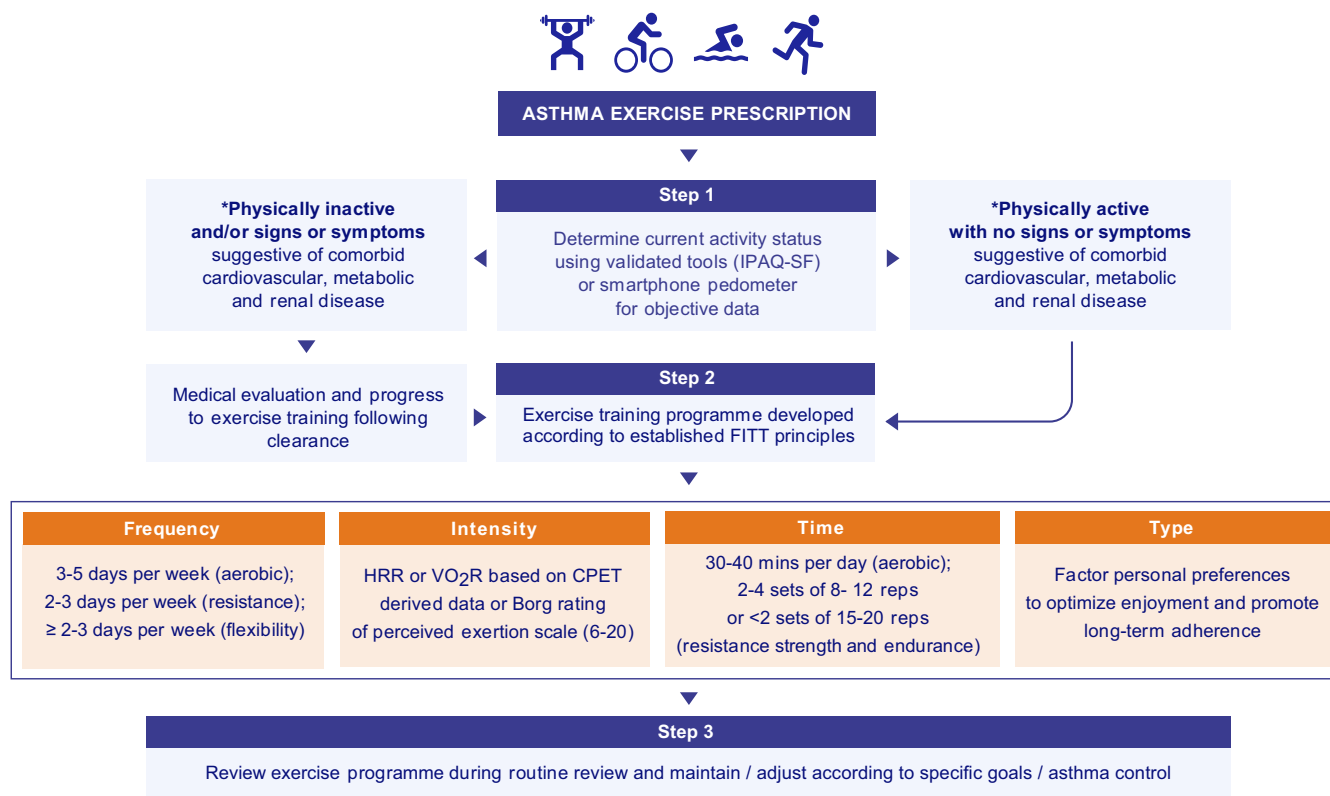 ASTHMA EXERCISE PRESCRIPTION
Step 1
Determine current activity status
using validated tools (IPAQ-SF)
or smartphone pedometer
for objective data
*Physically inactive
and/or signs or symptoms
suggestive of comorbid
cardiovascular, metabolic
and renal disease
*Physically active
with no signs or symptoms
suggestive of comorbid
cardiovascular, metabolic
and renal disease
Medical evaluation and progress
to exercise training following
clearance
Step 2
Exercise training programme developed
according to established FITT principles
Frequency
3-5 days per week (aerobic);
2-3 days per week (resistance);
≥ 2-3 days per week (flexibility)
Intensity
HRR or VO2R based on CPET
derived data or Borg rating
of perceived exertion scale (6-20)
Time
30-40 mins per day (aerobic);
2-4 sets of 8- 12 reps
or <2 sets of 15-20 reps
(resistance strength and endurance)
Type
Factor personal preferences
to optimize enjoyment and promote
long-term adherence
Step 3
Review exercise programme during routine review and maintain / adjust according to specific goals / asthma control